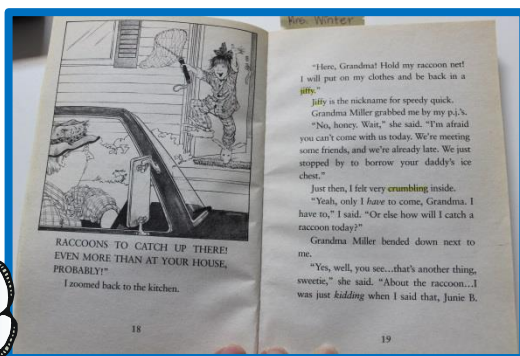 Mrs. Winter
RACCOONS TO CATCH UP THERE!
EVEN MORE THAN AT YOUR HOUSE,
PROBABLY!"
I zoomed back to the kitchen.
18
"Here, Grandma! Hold my raccoon net!
I will put on my clothes and be back in a
jiffy."
Jiffy is the nickname for speedy quick.
Grandma Miller grabbed me by my p.j.'s.
"No, honey. Wait," she said. "I'm afraid
you can't come with us today. We're meeting
some friends, and we're already late. We just
stopped by to borrow your daddy's ice
chest."
Just then, I felt very crumbling inside.
"Yeah, only I have to come, Grandma. I
have to," I said. "Or else how will I catch a
raccoon today?"
Grandma Miller bended down next to
me.
"Yes, well, you see...that's another thing,
sweetie," she said. "About the raccoon...I
was just kidding when I said that, Junie B.
19